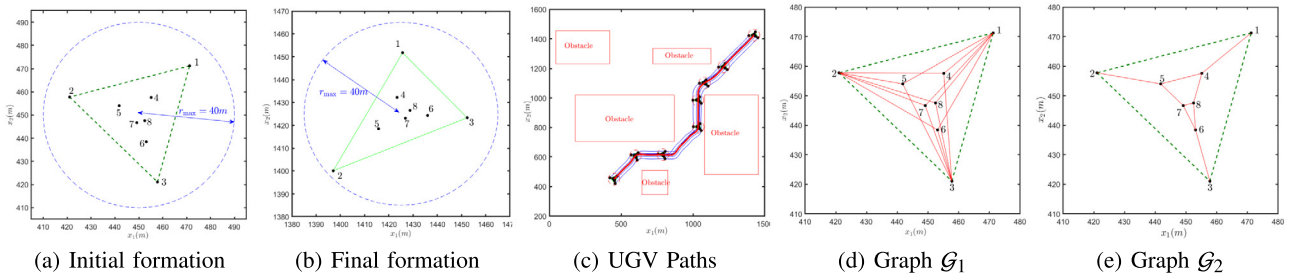 490
480
470
460
450
440
430
420
410
x₂(m)
410 420 430 440 450 460 470 480 490
x₁(m)
1
2
3
4
5
6
7
8
r_max = 40m
(a) Initial formation
1460
1450
1440
1430
1420
1410
1400
1390
1380
x₂(m)
1380 1390 1400 1410 1420 1430 1440 1450 1460
x₁(m)
1
2
3
4
5
6
7
8
r_max = 40m
(b) Final formation
1600
1400
1200
1000
800
600
400
200
x₂(m)
500 1000 1500
x₁(m)
Obstacle
Obstacle
Obstacle
Obstacle
Obstacle
(c) UGV Paths
480
470
460
450
440
430
420
410
x₂(m)
410 420 430 440 450 460 470 480
x₁(m)
1
2
3
4
5
6
7
8
(d) Graph 𝒢₁
480
470
460
450
440
430
420
410
x₂(m)
410 420 430 440 450 460 470 480
x₁(m)
1
2
3
4
5
6
7
8
(e) Graph 𝒢₂